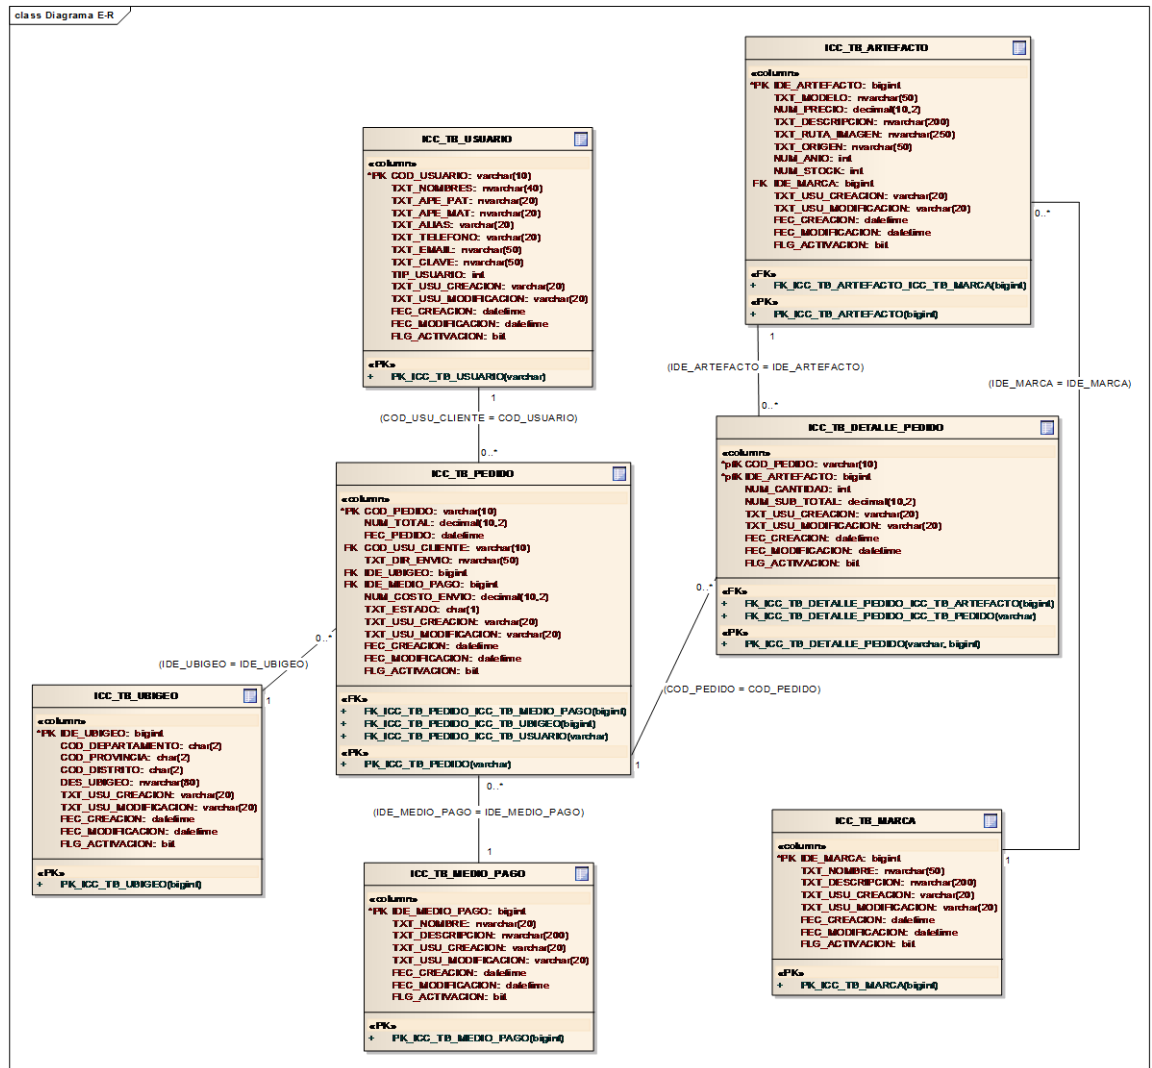 class Diagrama E-R
ICC_TB_ARTEFACTO
«column»
*PK IDE_ARTEFACTO: bigint
TXT_MODELO: nvarchar(50)
NUM_PRECIO: decimal(10,2)
TXT_DESCRIPCION: nvarchar(200)
TXT_RUTA_IMAGEN: nvarchar(250)
TXT_ORIGEN: nvarchar(50)
NUM_ANIO: int
NUM_STOCK: int
FK IDE_MARCA: bigint
TXT_USU_CREACION: varchar(20)
TXT_USU_MODIFICACION: varchar(20)
FEC_CREACION: datetime
FEC_MODIFICACION: datetime
FLG_ACTIVACION: bit
«FK»
+ FK_ICC_TB_ARTEFACTO_ICC_TB_MARCA(bigint)
«PK»
+ PK_ICC_TB_ARTEFACTO(bigint)
ICC_TB_USUARIO
«column»
*PK COD_USUARIO: varchar(10)
TXT_NOMBRES: nvarchar(40)
TXT_APE_PAT: nvarchar(20)
TXT_APE_MAT: nvarchar(20)
TXT_ALIAS: varchar(20)
TXT_TELEFONO: varchar(20)
TXT_EMAIL: nvarchar(50)
TXT_CLAVE: nvarchar(50)
TIP_USUARIO: int
TXT_USU_CREACION: varchar(20)
TXT_USU_MODIFICACION: varchar(20)
FEC_CREACION: datetime
FEC_MODIFICACION: datetime
FLG_ACTIVACION: bit
«PK»
+ PK_ICC_TB_USUARIO(varchar)
1
(COD_USU_CLIENTE = COD_USUARIO)
0..*
1
(IDE_ARTEFACTO = IDE_ARTEFACTO)
0..*
0..*
(IDE_MARCA = IDE_MARCA)
1
ICC_TB_DETALLE_PEDIDO
«column»
*pfK COD_PEDIDO: varchar(10)
*pfK IDE_ARTEFACTO: bigint
NUM_CANTIDAD: int
NUM_SUB_TOTAL: decimal(10,2)
TXT_USU_CREACION: varchar(20)
TXT_USU_MODIFICACION: varchar(20)
FEC_CREACION: datetime
FEC_MODIFICACION: datetime
FLG_ACTIVACION: bit
«FK»
+ FK_ICC_TB_DETALLE_PEDIDO_ICC_TB_ARTEFACTO(bigint)
+ FK_ICC_TB_DETALLE_PEDIDO_ICC_TB_PEDIDO(varchar)
«PK»
+ PK_ICC_TB_DETALLE_PEDIDO(varchar, bigint)
ICC_TB_PEDIDO
«column»
*PK COD_PEDIDO: varchar(10)
NUM_TOTAL: decimal(10,2)
FEC_PEDIDO: datetime
FK COD_USU_CLIENTE: varchar(10)
TXT_DIR_ENVIO: nvarchar(50)
FK IDE_UBIGEO: bigint
FK IDE_MEDIO_PAGO: bigint
NUM_COSTO_ENVIO: decimal(10,2)
TXT_ESTADO: char(1)
TXT_USU_CREACION: varchar(20)
TXT_USU_MODIFICACION: varchar(20)
FEC_CREACION: datetime
FEC_MODIFICACION: datetime
FLG_ACTIVACION: bit
«FK»
+ FK_ICC_TB_PEDIDO_ICC_TB_MEDIO_PAGO(bigint)
+ FK_ICC_TB_PEDIDO_ICC_TB_UBIGEO(bigint)
+ FK_ICC_TB_PEDIDO_ICC_TB_USUARIO(varchar)
«PK»
+ PK_ICC_TB_PEDIDO(varchar)
0..*
(COD_PEDIDO = COD_PEDIDO)
1
0..*
(IDE_UBIGEO = IDE_UBIGEO)
1
ICC_TB_UBIGEO
«column»
*PK IDE_UBIGEO: bigint
COD_DEPARTAMENTO: char(2)
COD_PROVINCIA: char(2)
COD_DISTRITO: char(2)
DES_UBIGEO: nvarchar(80)
TXT_USU_CREACION: varchar(20)
TXT_USU_MODIFICACION: varchar(20)
FEC_CREACION: datetime
FEC_MODIFICACION: datetime
FLG_ACTIVACION: bit
«PK»
+ PK_ICC_TB_UBIGEO(bigint)
0..*
(IDE_MEDIO_PAGO = IDE_MEDIO_PAGO)
1
ICC_TB_MEDIO_PAGO
«column»
*PK IDE_MEDIO_PAGO: bigint
TXT_NOMBRE: nvarchar(20)
TXT_DESCRIPCION: nvarchar(200)
TXT_USU_CREACION: varchar(20)
TXT_USU_MODIFICACION: varchar(20)
FEC_CREACION: datetime
FEC_MODIFICACION: datetime
FLG_ACTIVACION: bit
«PK»
+ PK_ICC_TB_MEDIO_PAGO(bigint)
ICC_TB_MARCA
«column»
*PK IDE_MARCA: bigint
TXT_NOMBRE: nvarchar(50)
TXT_DESCRIPCION: nvarchar(200)
TXT_USU_CREACION: varchar(20)
TXT_USU_MODIFICACION: varchar(20)
FEC_CREACION: datetime
FEC_MODIFICACION: datetime
FLG_ACTIVACION: bit
«PK»
+ PK_ICC_TB_MARCA(bigint)